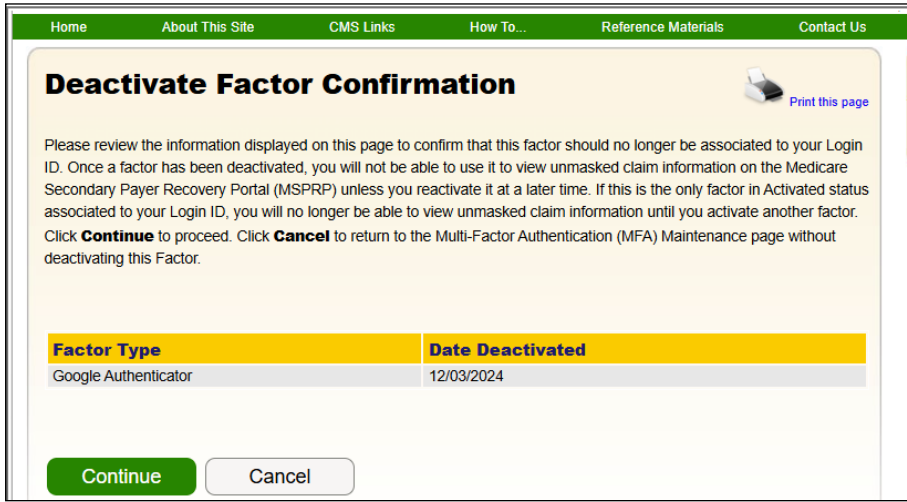 Home About This Site CMS Links How To... Reference Materials Contact Us
Deactivate Factor Confirmation
Print this page
Please review the information displayed on this page to confirm that this factor should no longer be associated to your Login
ID. Once a factor has been deactivated, you will not be able to use it to view unmasked claim information on the Medicare
Secondary Payer Recovery Portal (MSPRP) unless you reactivate it at a later time. If this is the only factor in Activated status
associated to your Login ID, you will no longer be able to view unmasked claim information until you activate another factor.
Click Continue to proceed. Click Cancel to return to the Multi-Factor Authentication (MFA) Maintenance page without
deactivating this Factor.
Factor Type Date Deactivated
Google Authenticator 12/03/2024
Continue Cancel